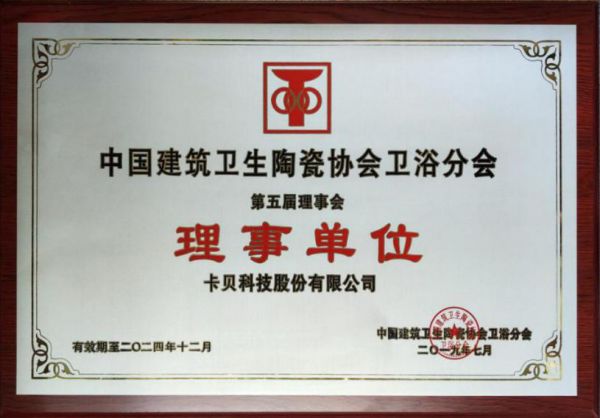 中国建筑卫生陶瓷协会卫浴分会
第五届理事会
理事单位
卡贝科技股份有限公司
中国建筑卫生陶瓷协会卫浴分会
有效期至二〇二四年十二月
二〇一九年七月